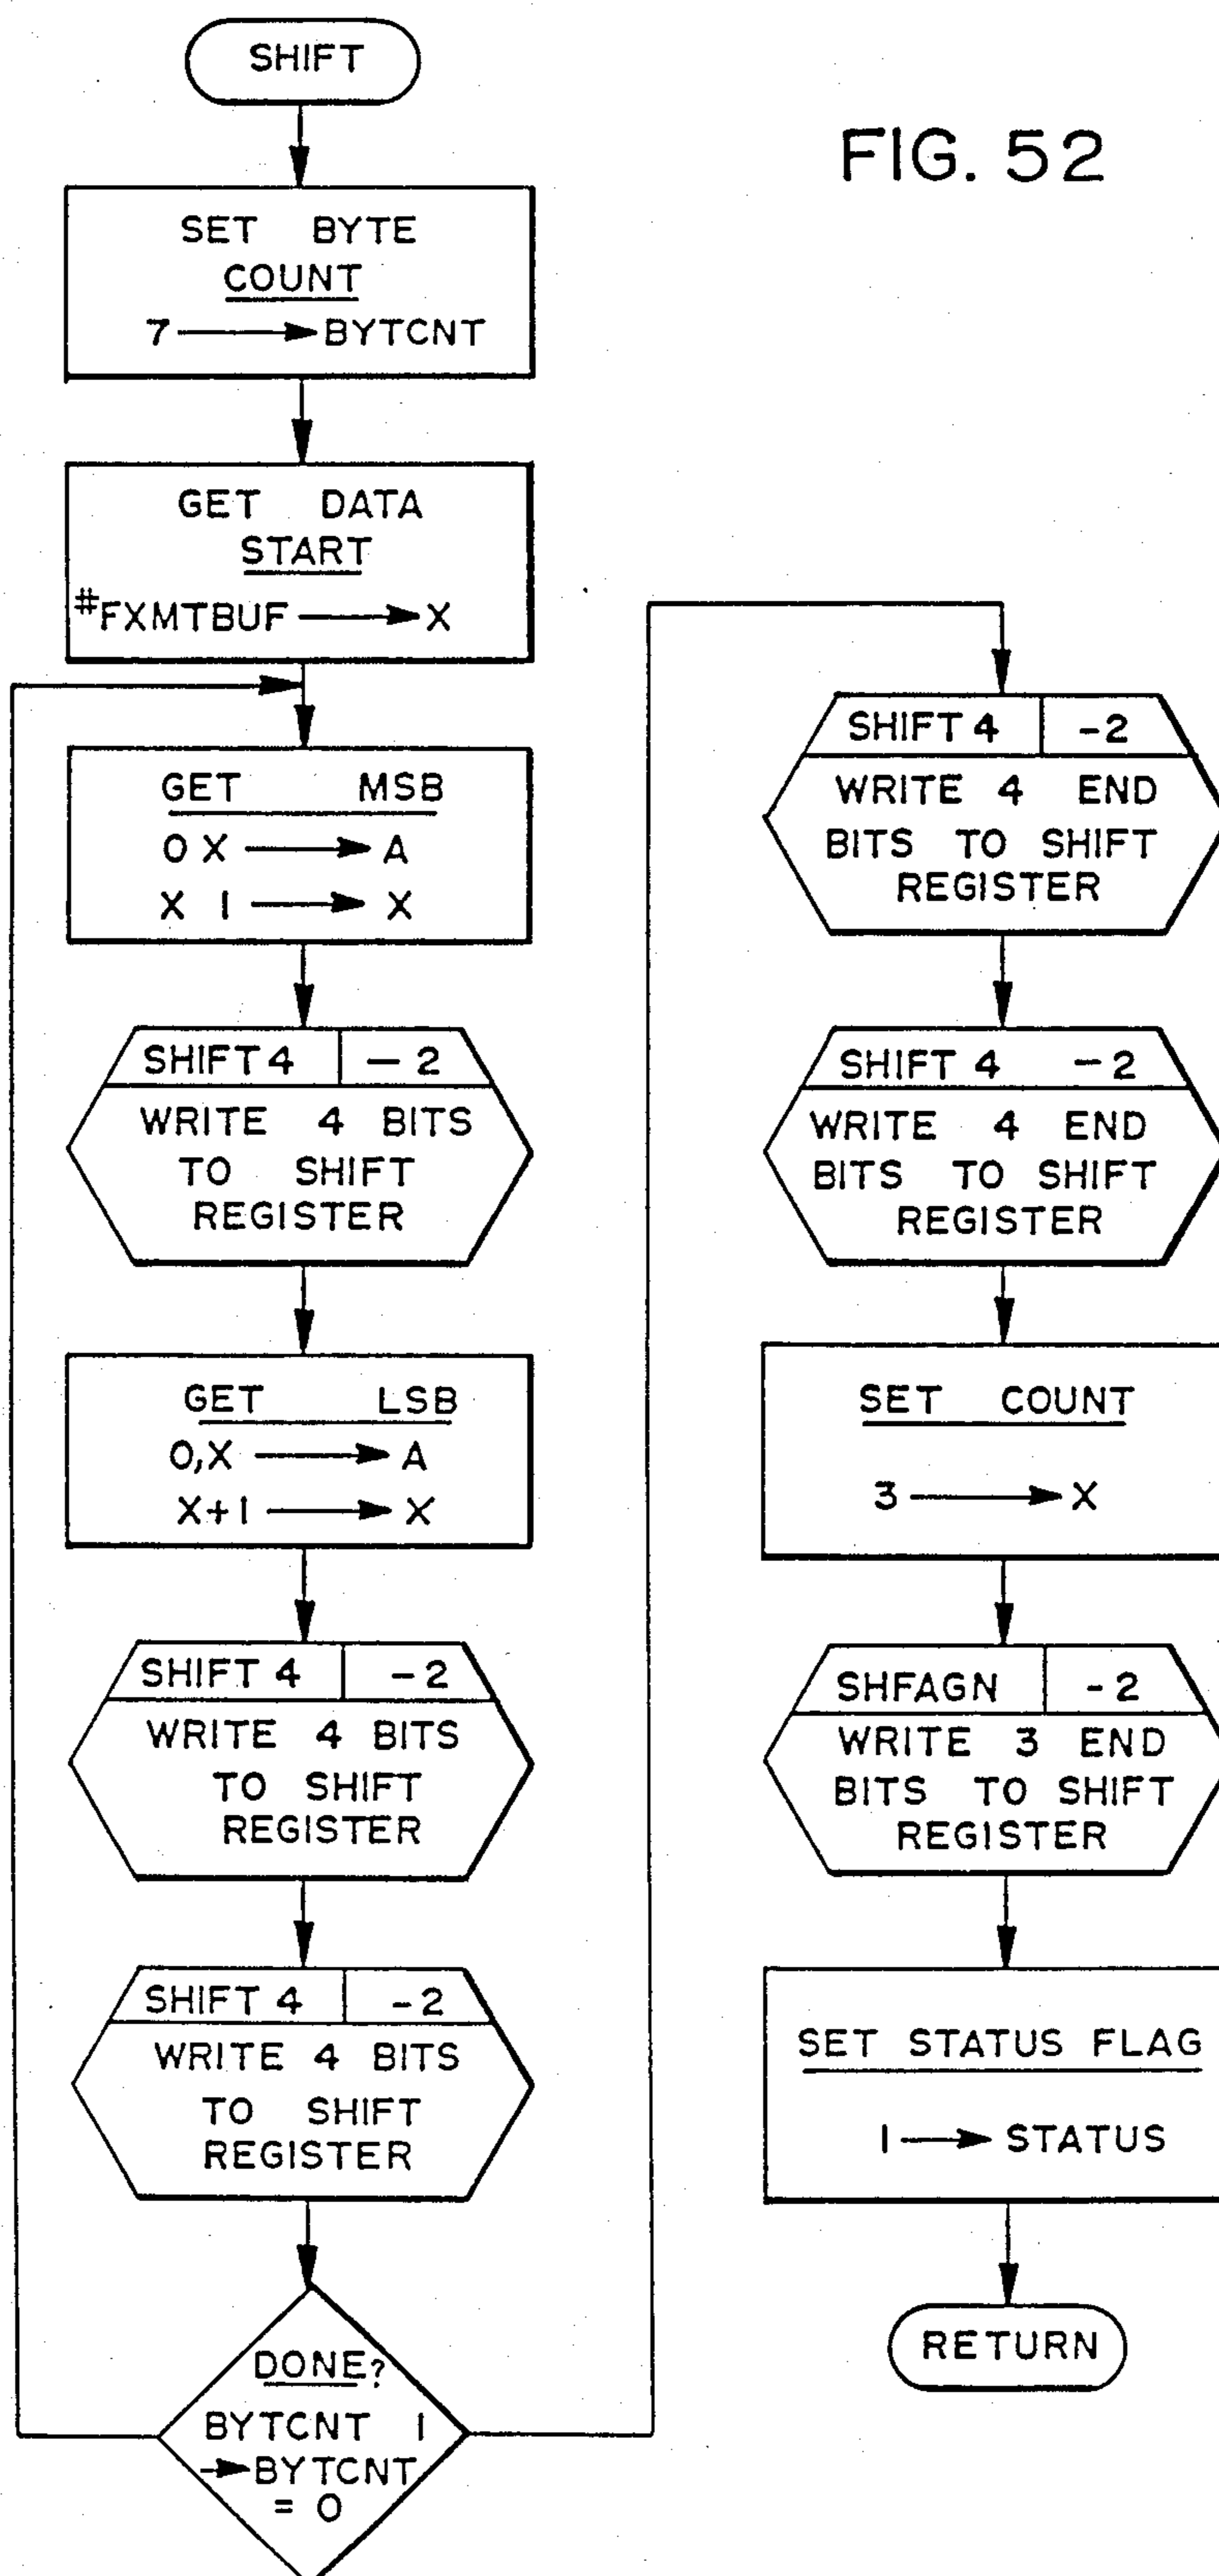 SHIFT
FIG. 52
SET BYTE
COUNT
7 → BYTCNT
GET DATA
START
#FXMTBUF → X
GET MSB
0 X → A
X 1 → X
SHIFT 4 -2
WRITE 4 BITS
TO SHIFT
REGISTER
GET LSB
0,X → A
X+1 → X
SHIFT 4 -2
WRITE 4 BITS
TO SHIFT
REGISTER
SHIFT 4 -2
WRITE 4 BITS
TO SHIFT
REGISTER
DONE?
BYTCNT 1
→BYTCNT
= 0
SHIFT 4 -2
WRITE 4 END
BITS TO SHIFT
REGISTER
SHIFT 4 -2
WRITE 4 END
BITS TO SHIFT
REGISTER
SET COUNT
3 → X
SHFAGN -2
WRITE 3 END
BITS TO SHIFT
REGISTER
SET STATUS FLAG
1 → STATUS
RETURN